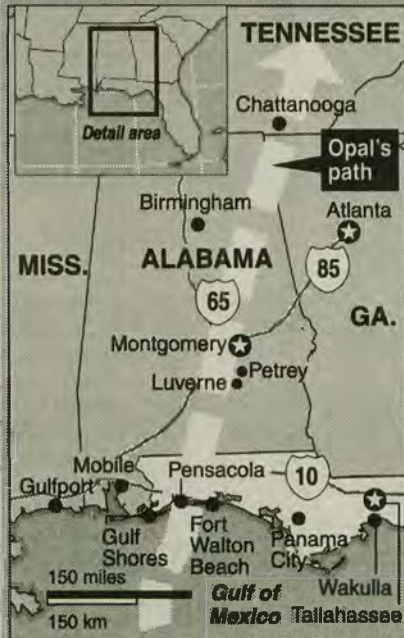 TENNESSEE
Chattanooga
Detail area
Opal's
path
Birmingham
Atlanta
MISS.
ALABAMA
85
65
GA.
Montgomery
Petrey
Luverne
10
Mobile
Pensacola
Gulfport
Gulf
Shores
Fort
Walton
Beach
Panama
City
Wakulla
150 miles
150 km
Gulf of
Mexico
Tallahassee